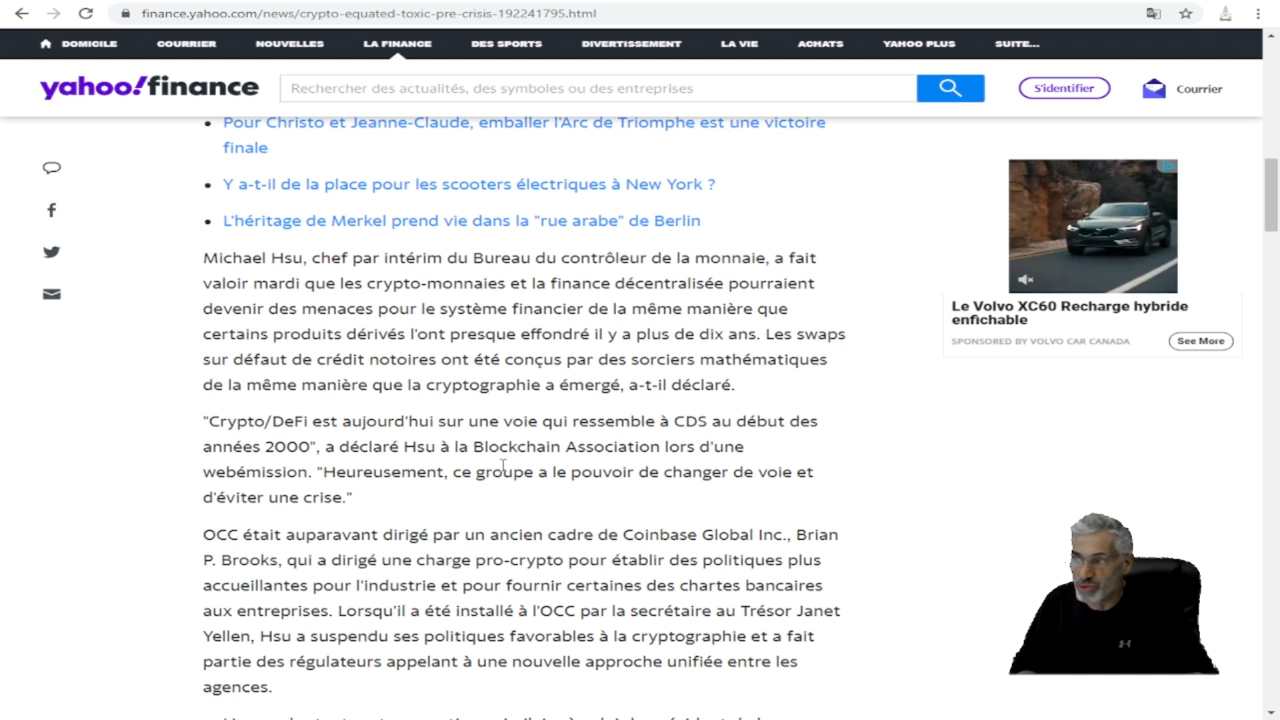 finance.yahoo.com/news/crypto-equated-toxic-pre-crisis-192241795.html
DOMICILE COURRIER NOUVELLES LA FINANCE DES SPORTS DIVERTISSEMENT LA VIE ACHATS YAHOO PLUS SUITE...
yahoo!finance Rechercher des actualités, des symboles ou des entreprises S'identifier Courrier
Pour Christo et Jeanne-Claude, emballer l'Arc de Triomphe est une victoire
finale
Y a-t-il de la place pour les scooters électriques à New York ?
L'héritage de Merkel prend vie dans la "rue arabe" de Berlin
Michael Hsu, chef par intérim du Bureau du contrôleur de la monnaie, a fait
valoir mardi que les crypto-monnaies et la finance décentralisée pourraient
devenir des menaces pour le système financier de la même manière que
certains produits dérivés l'ont presque effondré il y a plus de dix ans. Les swaps
sur défaut de crédit notoires ont été conçus par des sorciers mathématiques
de la même manière que la cryptographie a émergé, a-t-il déclaré.
"Crypto/DeFi est aujourd'hui sur une voie qui ressemble à CDS au début des
années 2000", a déclaré Hsu à la Blockchain Association lors d'une
webémission. "Heureusement, ce groupe a le pouvoir de changer de voie et
d'éviter une crise."
OCC était auparavant dirigé par un ancien cadre de Coinbase Global Inc., Brian
P. Brooks, qui a dirigé une charge pro-crypto pour établir des politiques plus
accueillantes pour l'industrie et pour fournir certaines des chartes bancaires
aux entreprises. Lorsqu'il a été installé à l'OCC par la secrétaire au Trésor Janet
Yellen, Hsu a suspendu ses politiques favorables à la cryptographie et a fait
partie des régulateurs appelant à une nouvelle approche unifiée entre les
agences.
Le Volvo XC60 Recharge hybride
enfichable
SPONSORED BY VOLVO CAR CANADA See More